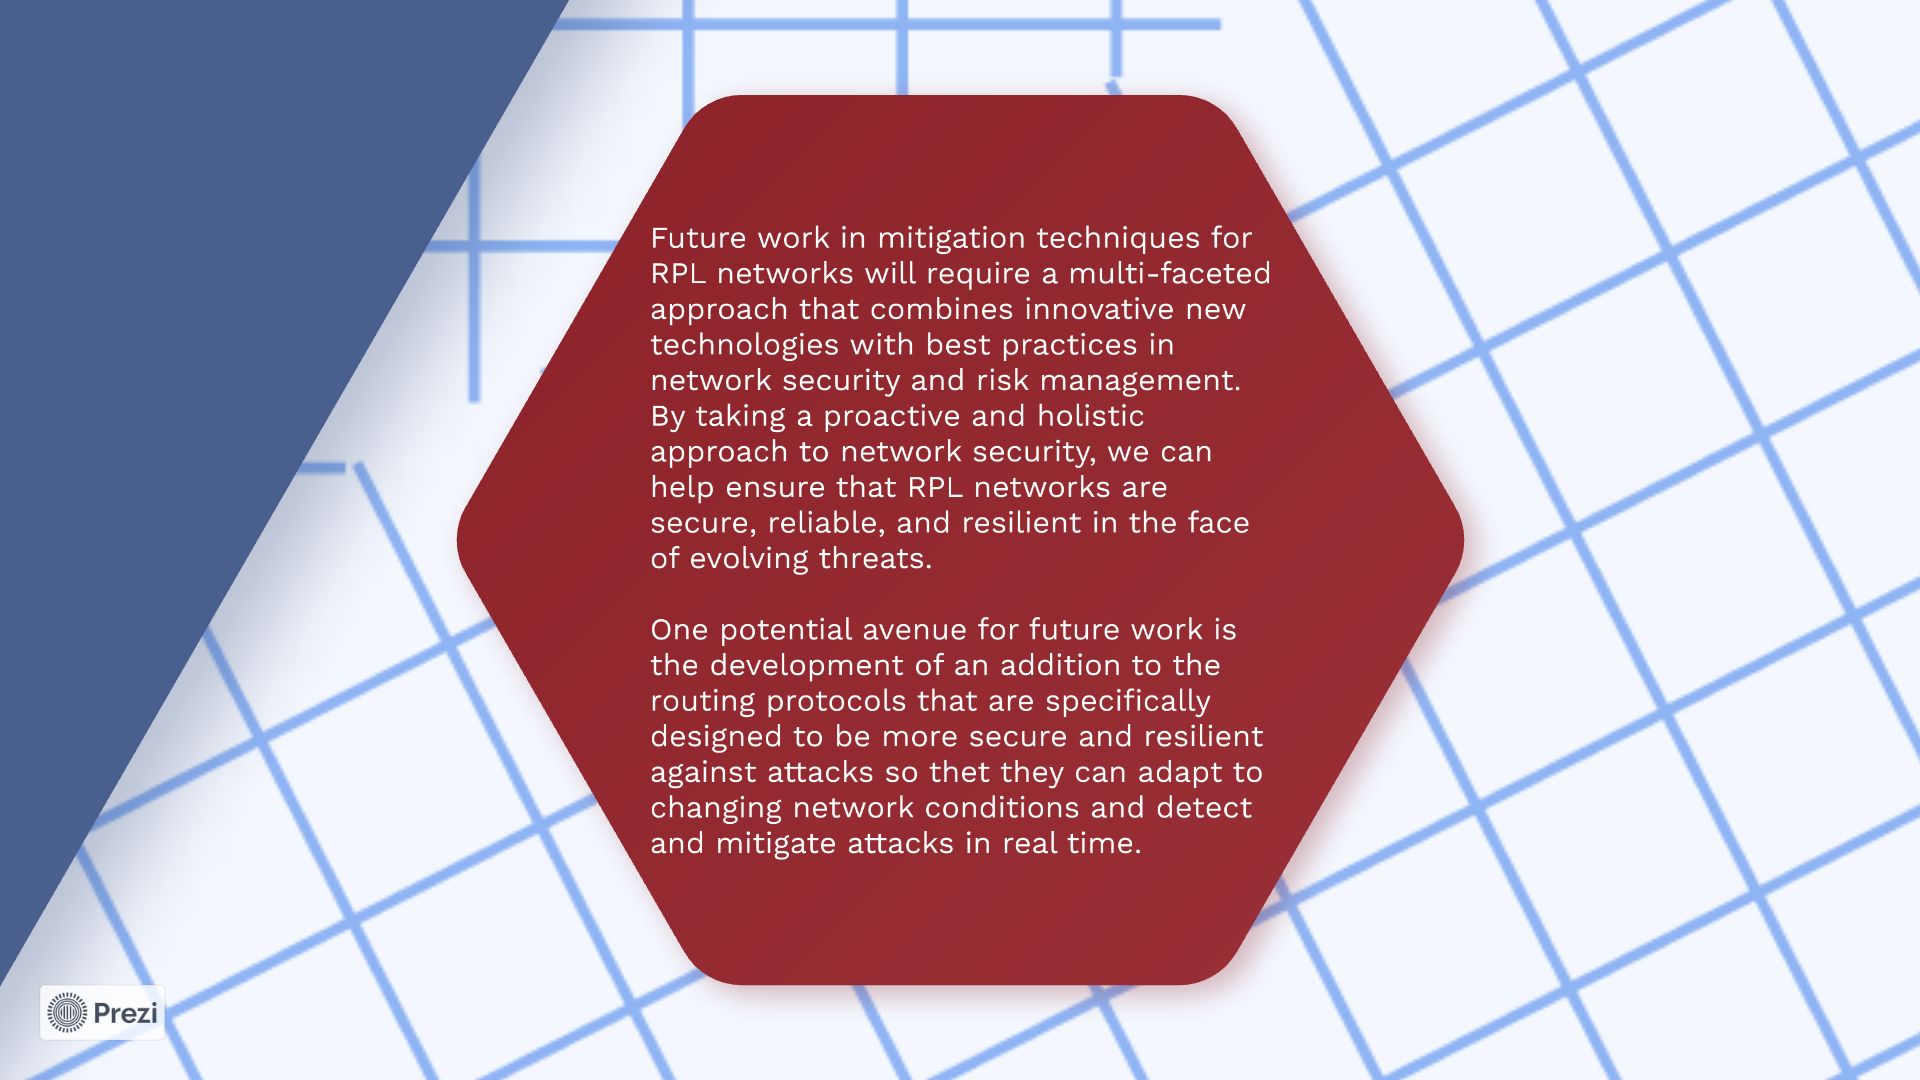 Future work in mitigation techniques for
RPL networks will require a multi-faceted
approach that combines innovative new
technologies with best practices in
network security and risk management.
By taking a proactive and holistic
approach to network security, we can
help ensure that RPL networks are
secure, reliable, and resilient in the face
of evolving threats.
One potential avenue for future work is
the development of an addition to the
routing protocols that are specifically
designed to be more secure and resilient
against attacks so thet they can adapt to
changing network conditions and detect
and mitigate attacks in real time.
Prezi